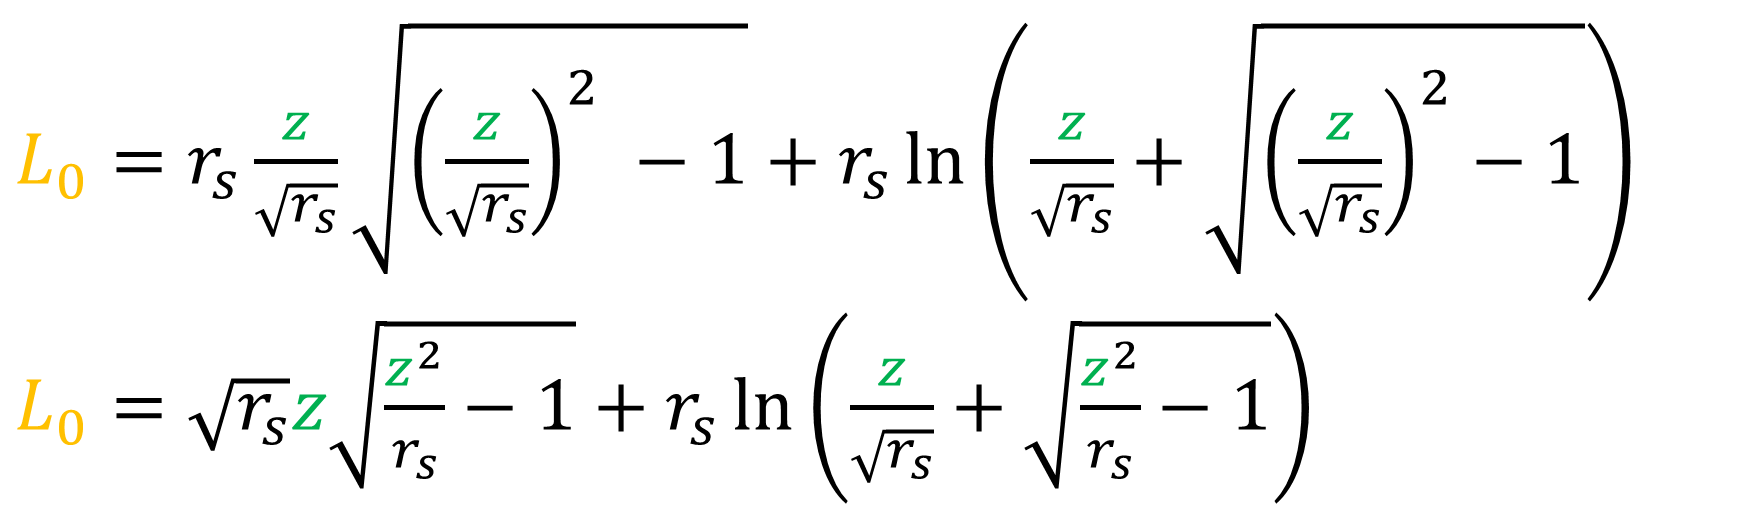 L₀ = rₛ z/√rₛ √((z/√rₛ)² − 1) + rₛ ln(z/√rₛ + √((z/√rₛ)² − 1))
L₀ = √rₛ z √(z²/rₛ − 1) + rₛ ln(z/√rₛ + √(z²/rₛ − 1))